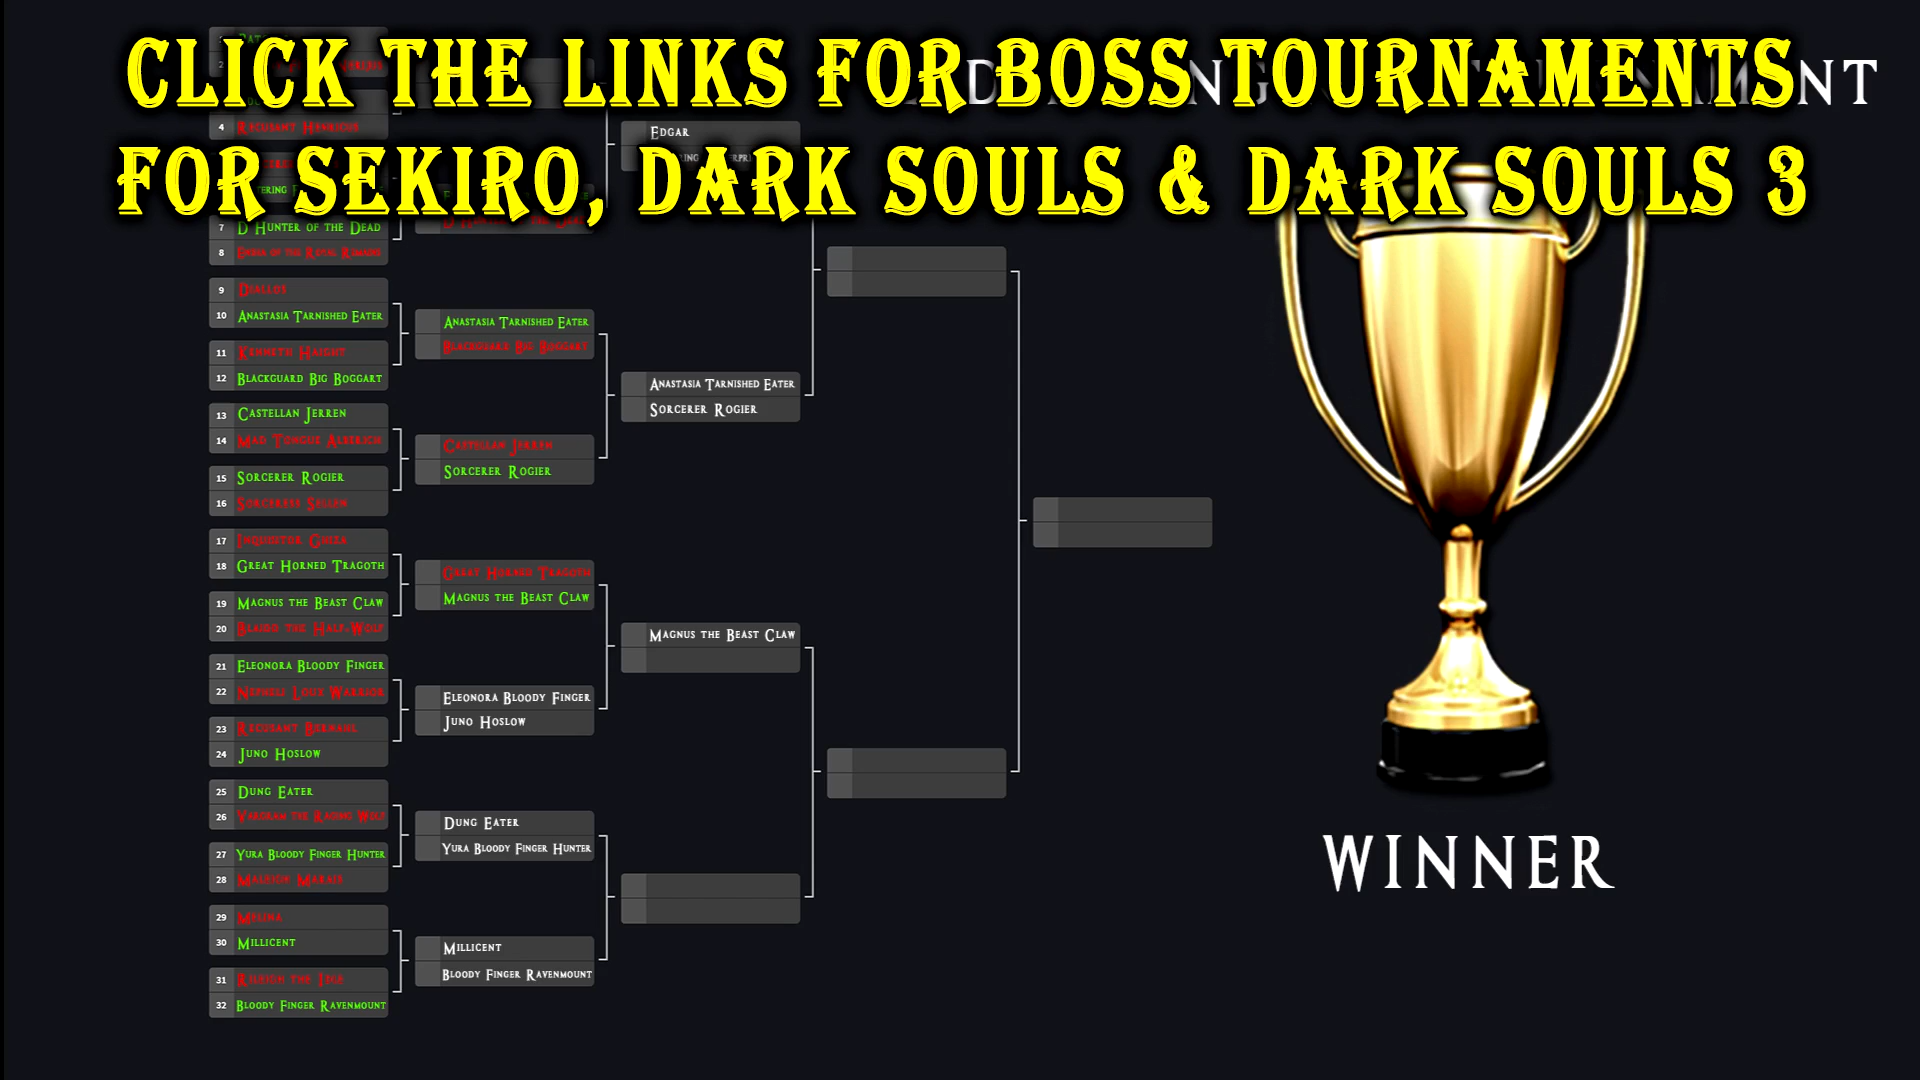 CLICK THE LINKS FOR BOSS TOURNAMENTS
FOR SEKIRO, DARK SOULS & DARK SOULS 3
4 Recusant Henricus
7 D Hunter of the Dead
8
9 Diallos
10 Anastasia Tarnished Eater
11 Kenneth Haight
12 Blackguard Big Boggart
13 Castellan Jerren
14 Mad Tongue Alberich
15 Sorcerer Rogier
16 Sorceress Sellen
17 Inquisitor Ghiza
18 Great Horned Tragoth
19 Magnus the Beast Claw
20 Blaidd the Half-Wolf
21 Eleonora Bloody Finger
22 Nepheli Loux Warrior
23 Recusant Bernahl
24 Juno Hoslow
25 Dung Eater
26 Vargram the Raging Wolf
27 Yura Bloody Finger Hunter
28 Maleigh Marais
29 Melina
30 Millicent
31 Rileigh the Idle
32 Bloody Finger Ravenmount
Anastasia Tarnished Eater
Blackguard Big Boggart
Castellan Jerren
Sorcerer Rogier
Great Horned Tragoth
Magnus the Beast Claw
Eleonora Bloody Finger
Juno Hoslow
Dung Eater
Yura Bloody Finger Hunter
Millicent
Bloody Finger Ravenmount
Edgar
Anastasia Tarnished Eater
Sorcerer Rogier
Magnus the Beast Claw
WINNER